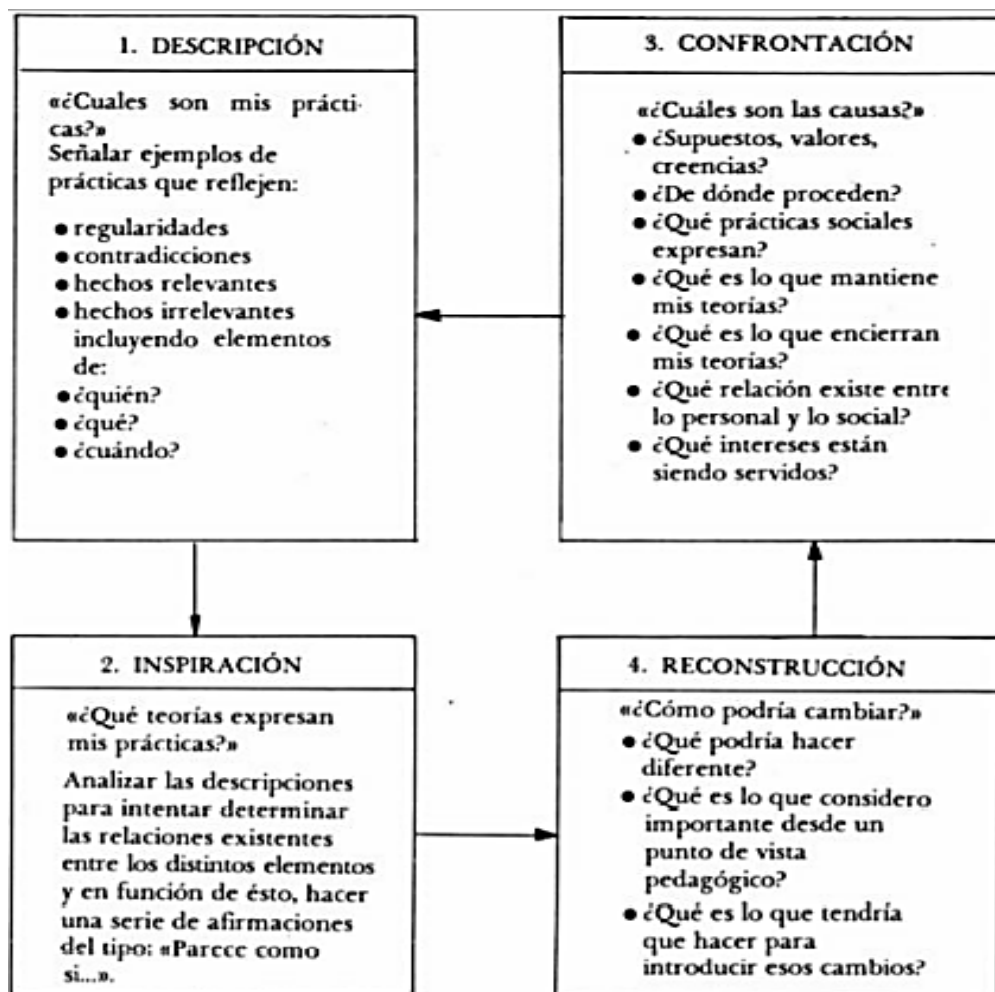 1. DESCRIPCIÓN
«¿Cuales son mis prácti-
cas?»
Señalar ejemplos de
prácticas que reflejen:
● regularidades
● contradicciones
● hechos relevantes
● hechos irrelevantes
incluyendo elementos
de:
● ¿quién?
● ¿qué?
● ¿cuándo?
2. INSPIRACIÓN
«¿Qué teorías expresan
mis prácticas?»
Analizar las descripciones
para intentar determinar
las relaciones existentes
entre los distintos elementos
y en función de ésto, hacer
una serie de afirmaciones
del tipo: «Parece como
si...».
3. CONFRONTACIÓN
«¿Cuáles son las causas?»
● ¿Supuestos, valores,
creencias?
● ¿De dónde proceden?
● ¿Qué prácticas sociales
expresan?
● ¿Qué es lo que mantiene
mis teorías?
● ¿Qué es lo que encierran
mis teorías?
● ¿Qué relación existe entre
lo personal y lo social?
● ¿Qué intereses están
siendo servidos?
4. RECONSTRUCCIÓN
«¿Cómo podría cambiar?»
● ¿Qué podría hacer
diferente?
● ¿Qué es lo que considero
importante desde un
punto de vista
pedagógico?
● ¿Qué es lo que tendría
que hacer para
introducir esos cambios?